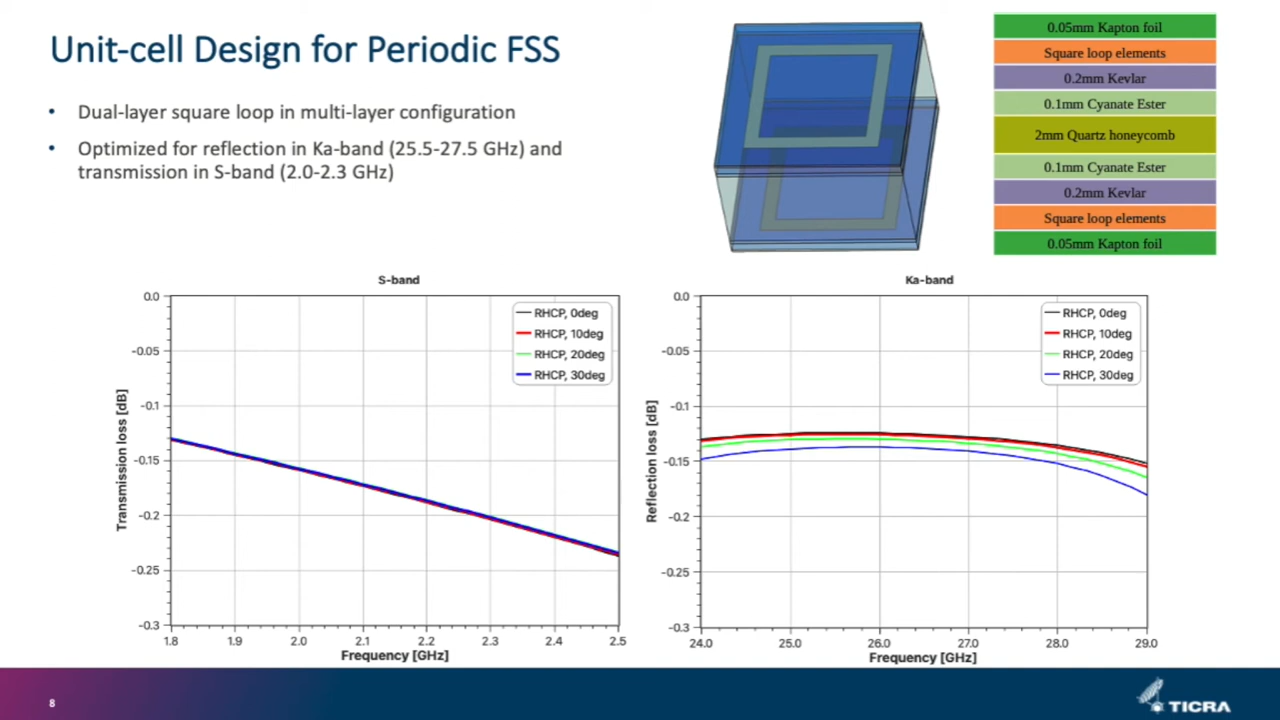 Unit-cell Design for Periodic FSS
• Dual-layer square loop in multi-layer configuration
• Optimized for reflection in Ka-band (25.5-27.5 GHz) and
transmission in S-band (2.0-2.3 GHz)
0.05mm Kapton foil
Square loop elements
0.2mm Kevlar
0.1mm Cyanate Ester
2mm Quartz honeycomb
0.1mm Cyanate Ester
0.2mm Kevlar
Square loop elements
0.05mm Kapton foil
S-band
RHCP, 0deg
RHCP, 10deg
RHCP, 20deg
RHCP, 30deg
Transmission loss [dB]
0.0
-0.05
-0.1
-0.15
-0.2
-0.25
-0.3
1.8 1.9 2.0 2.1 2.2 2.3 2.4 2.5
Frequency [GHz]
Ka-band
RHCP, 0deg
RHCP, 10deg
RHCP, 20deg
RHCP, 30deg
Reflection loss [dB]
0.0
-0.05
-0.1
-0.15
-0.2
-0.25
-0.3
24.0 25.0 26.0 27.0 28.0 29.0
Frequency [GHz]
8
TICRA